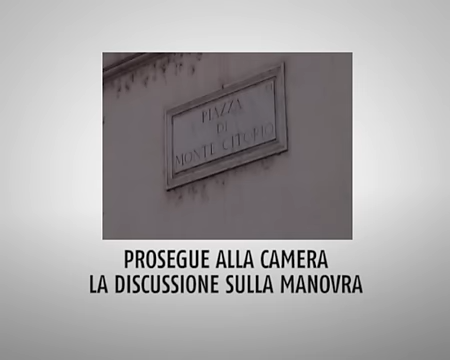 PIAZZA
DI
MONTE CITORIO
PROSEGUE ALLA CAMERA
LA DISCUSSIONE SULLA MANOVRA